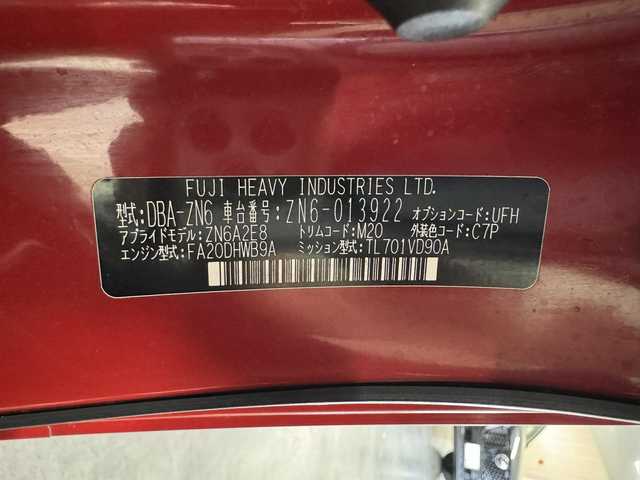 FUJI HEAVY INDUSTRIES LTD.
型式:DBA-ZN6 車台番号:ZN6-013922 オプションコード:UFH
アプライドモデル:ZN6A2E8 トリムコード:M20 外装色コード:C7P
エンジン型式:FA20DHWB9A ミッション型式:TL701VD90A